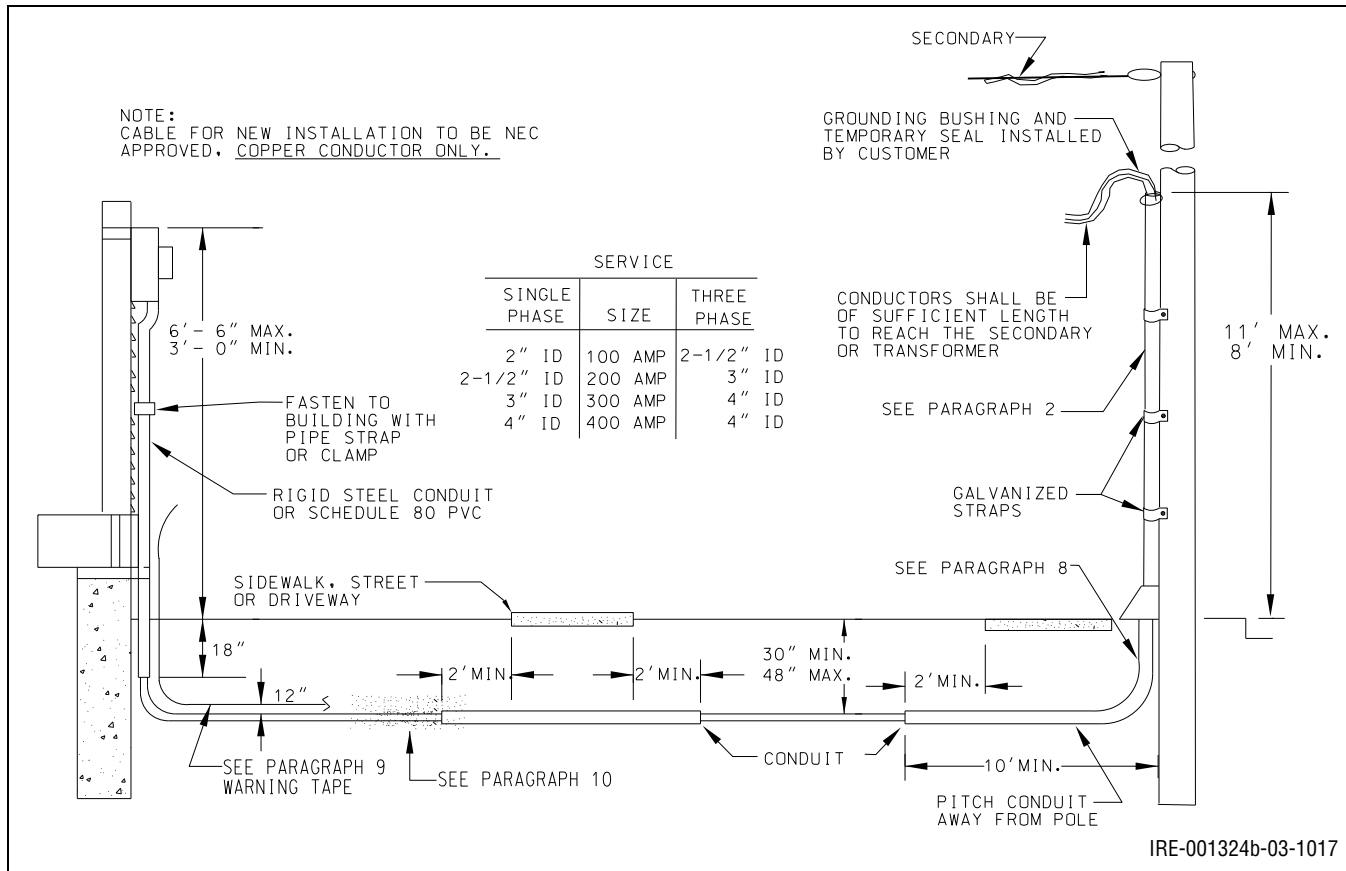 SECONDARY
NOTE:
CABLE FOR NEW INSTALLATION TO BE NEC
APPROVED, COPPER CONDUCTOR ONLY.
GROUNDING BUSHING AND
TEMPORARY SEAL INSTALLED
BY CUSTOMER
SERVICE
SINGLE PHASE SIZE THREE PHASE
2" ID 100 AMP 2-1/2" ID
2-1/2" ID 200 AMP 3" ID
3" ID 300 AMP 4" ID
4" ID 400 AMP 4" ID
6'- 6" MAX.
3'- 0" MIN.
CONDUCTORS SHALL BE
OF SUFFICIENT LENGTH
TO REACH THE SECONDARY
OR TRANSFORMER
11' MAX.
8' MIN.
FASTEN TO
BUILDING WITH
PIPE STRAP
OR CLAMP
SEE PARAGRAPH 2
RIGID STEEL CONDUIT
OR SCHEDULE 80 PVC
GALVANIZED
STRAPS
SEE PARAGRAPH 8
SIDEWALK, STREET
OR DRIVEWAY
18"
30" MIN.
48" MAX.
2'MIN.
2'MIN.
2'MIN.
12"
SEE PARAGRAPH 9
WARNING TAPE
SEE PARAGRAPH 10
CONDUIT
10'MIN.
PITCH CONDUIT
AWAY FROM POLE
IRE-001324b-03-1017